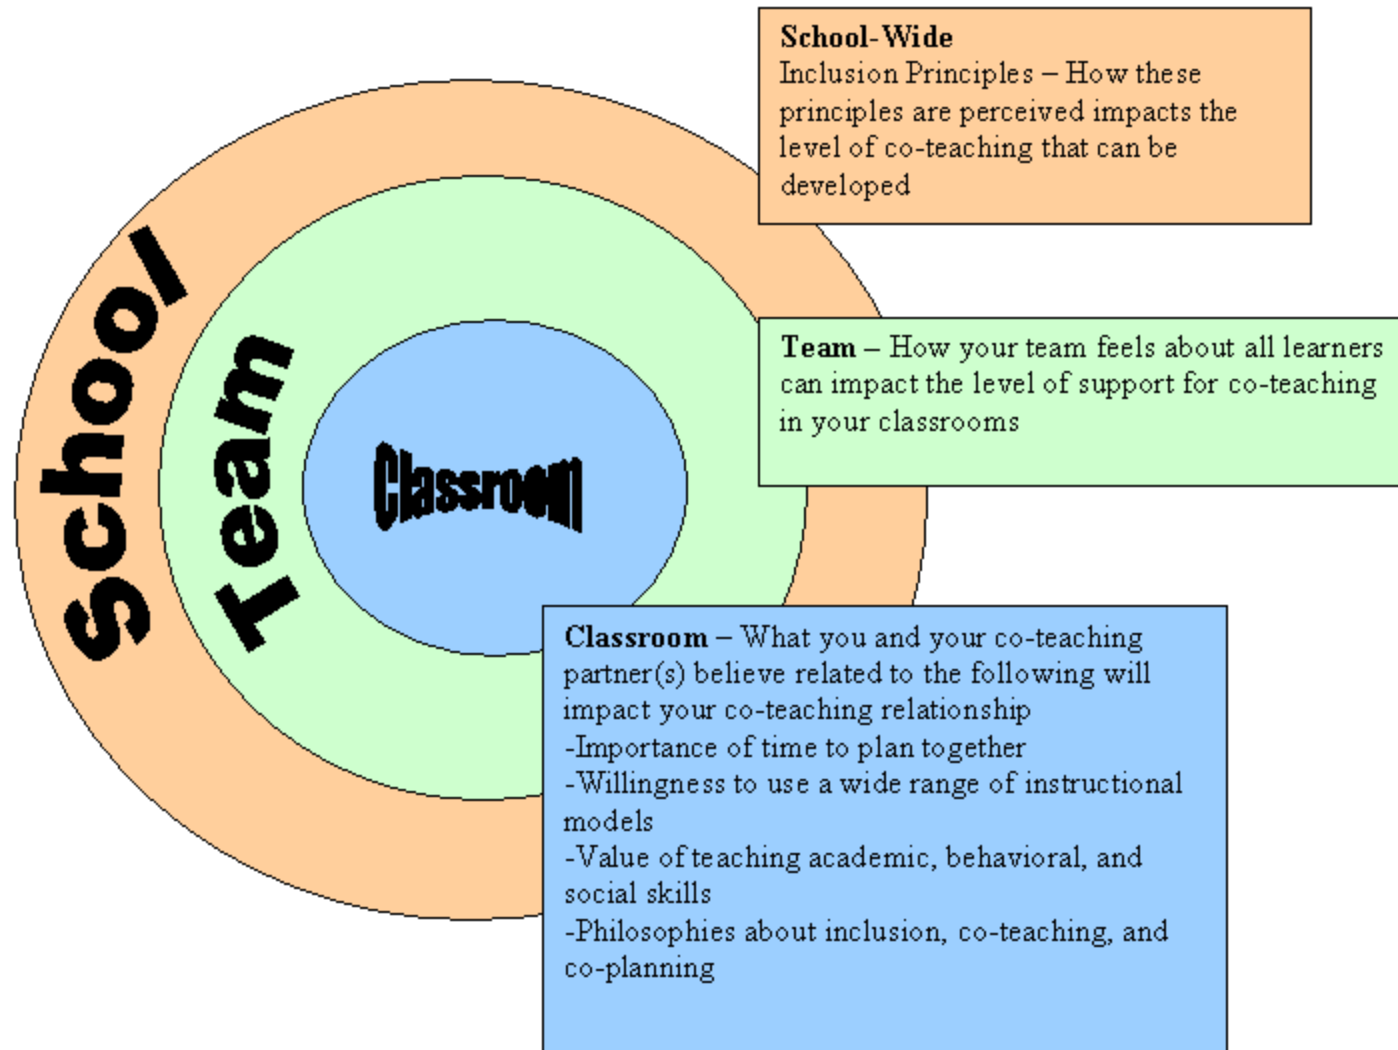 School-Wide
Inclusion Principles – How these
principles are perceived impacts the
level of co-teaching that can be
developed
School
Team
Classroom
Team – How your team feels about all learners
can impact the level of support for co-teaching
in your classrooms
Classroom – What you and your co-teaching
partner(s) believe related to the following will
impact your co-teaching relationship
-Importance of time to plan together
-Willingness to use a wide range of instructional
models
-Value of teaching academic, behavioral, and
social skills
-Philosophies about inclusion, co-teaching, and
co-planning